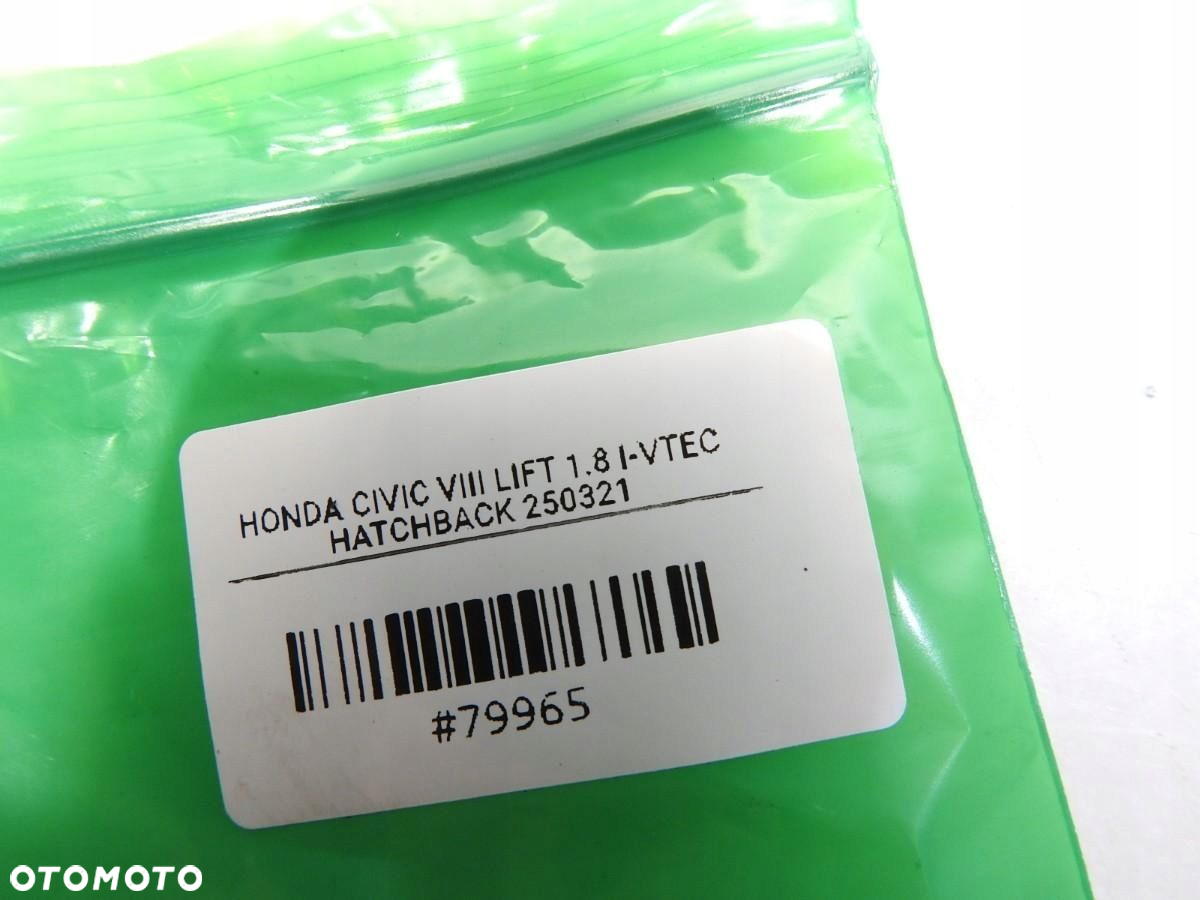 HONDA CIVIC VIII LIFT 1.8 I-VTEC
HATCHBACK 250321
#79965
OTOMOTO